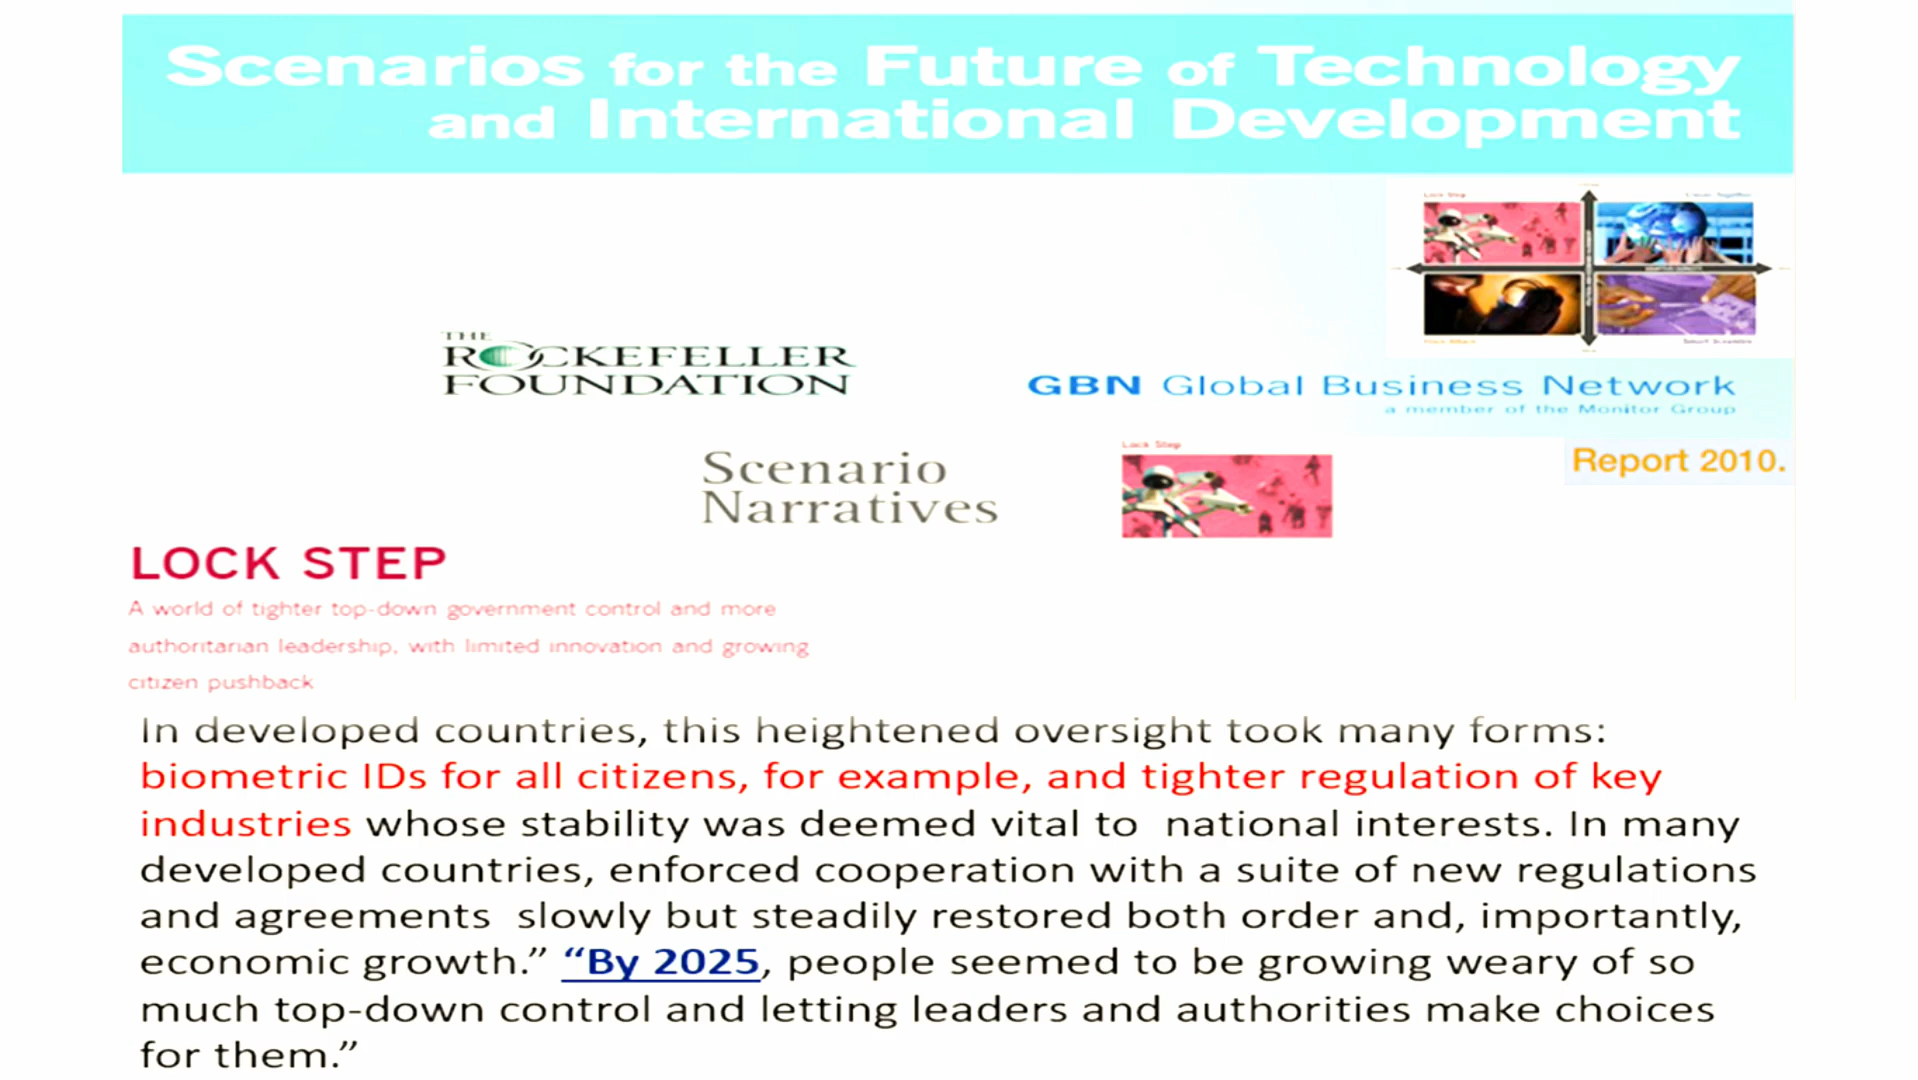 Scenarios for the Future of Technology
and International Development
Lock Step
THE
ROCKEFELLER
FOUNDATION
GBN Global Business Network
a member of the Monitor Group
Scenario
Narratives
Lock Step
Report 2010.
LOCK STEP
A world of tighter top-down government control and more
authoritarian leadership, with limited innovation and growing
citizen pushback
In developed countries, this heightened oversight took many forms:
biometric IDs for all citizens, for example, and tighter regulation of key
industries whose stability was deemed vital to national interests. In many
developed countries, enforced cooperation with a suite of new regulations
and agreements slowly but steadily restored both order and, importantly,
economic growth.” “By 2025, people seemed to be growing weary of so
much top-down control and letting leaders and authorities make choices
for them.”